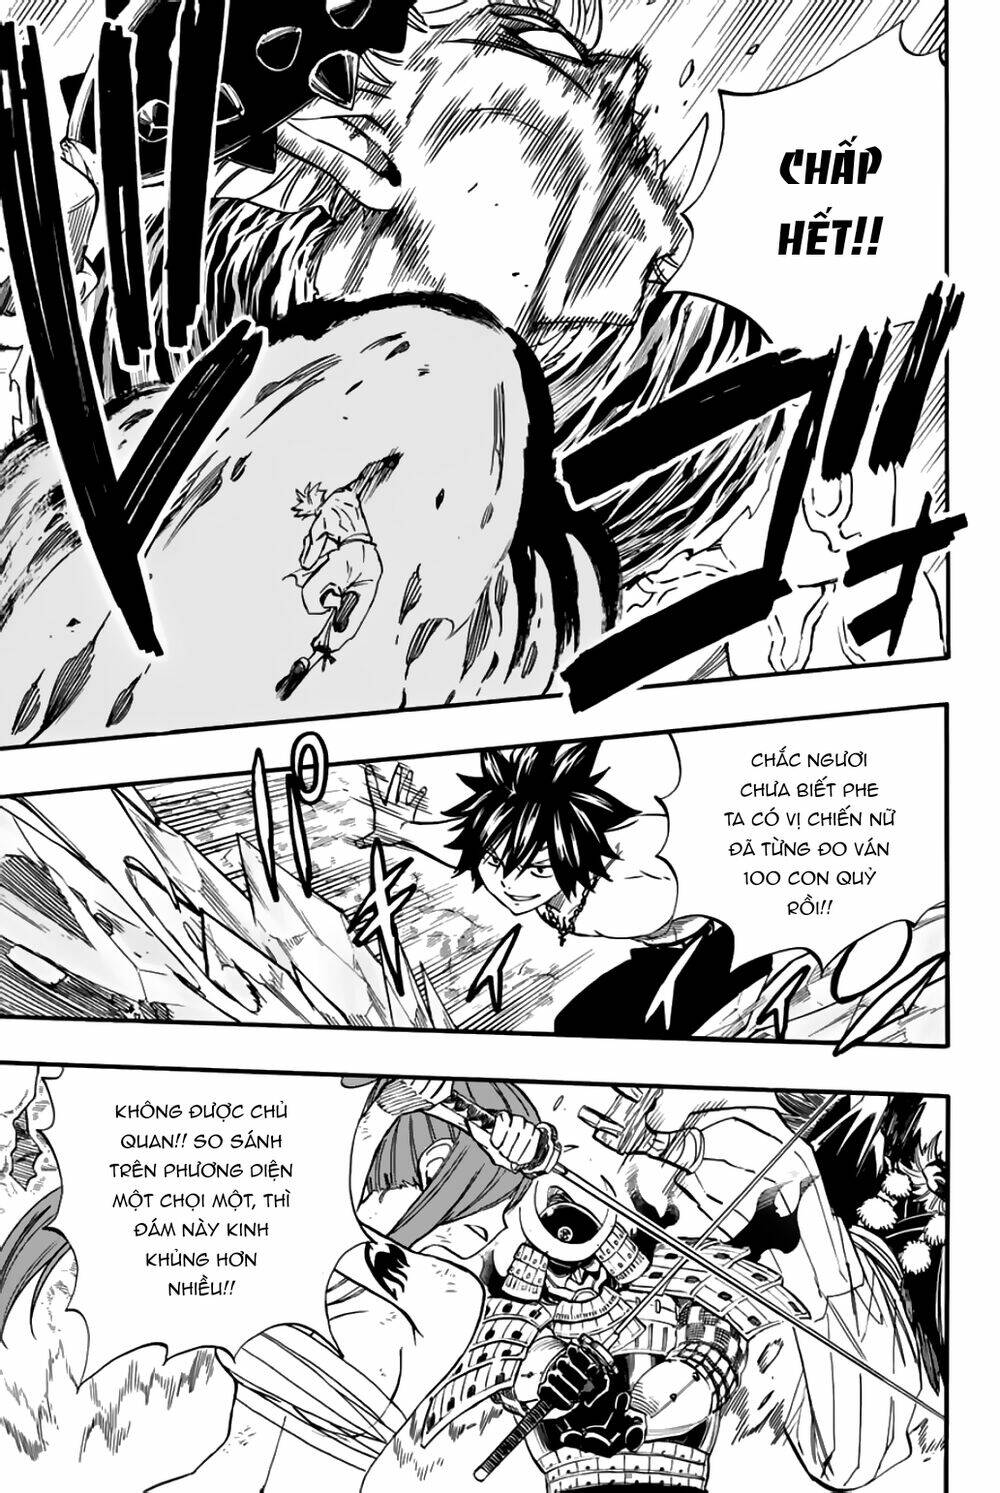 CHẤP
HẾT!!
CHẮC NGƯƠI
CHƯA BIẾT PHE
TA CÓ VỊ CHIẾN NỮ
ĐÃ TỪNG ĐO VÁN
100 CON QUỶ
RỒI!!
KHÔNG ĐƯỢC CHỦ
QUAN!! SO SÁNH
TRÊN PHƯƠNG DIỆN
MỘT CHỌI MỘT, THÌ
ĐÁM NÀY KINH
KHỦNG HƠN
NHIỀU!!